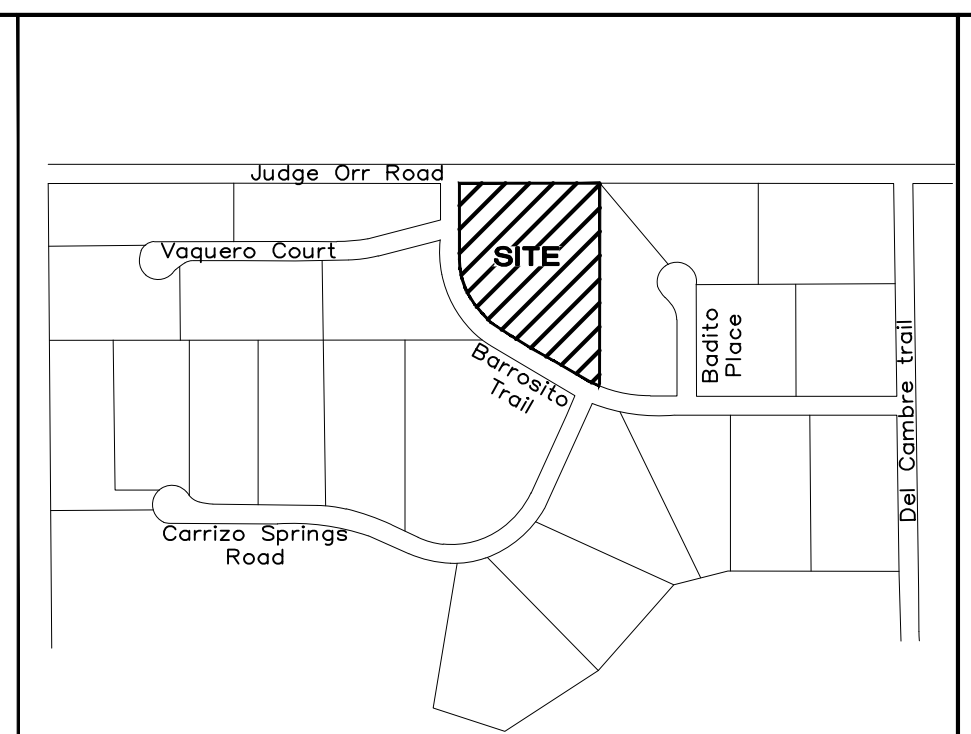 Judge Orr Road
Vaquero Court
SITE
Badito
Place
Barrosito
Trail
Del Cambre trail
Carrizo Springs
Road